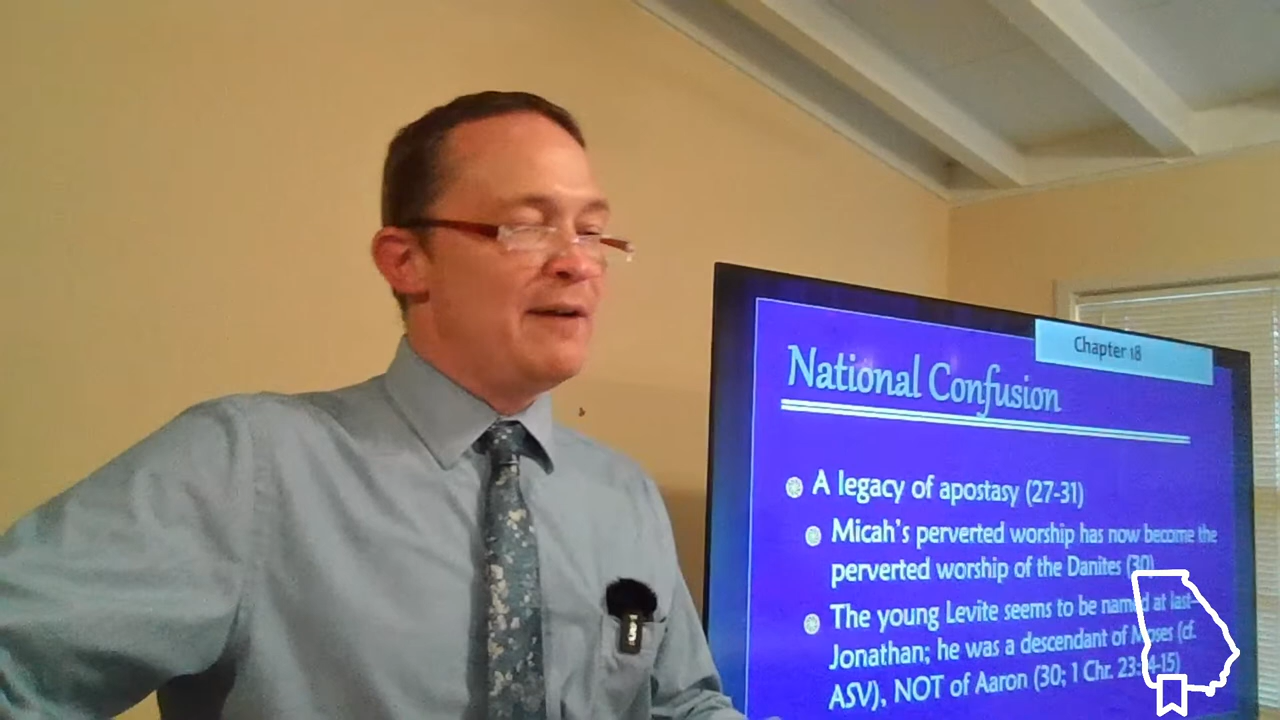 Chapter 18
National Confusion
A legacy of apostasy (27-31)
Micah's perverted worship has now become the
perverted worship of the Danites (30)
The young Levite seems to be named at last-
Jonathan; he was a descendant of Moses (cf.
ASV), NOT of Aaron (30; 1 Chr. 23:14-15)